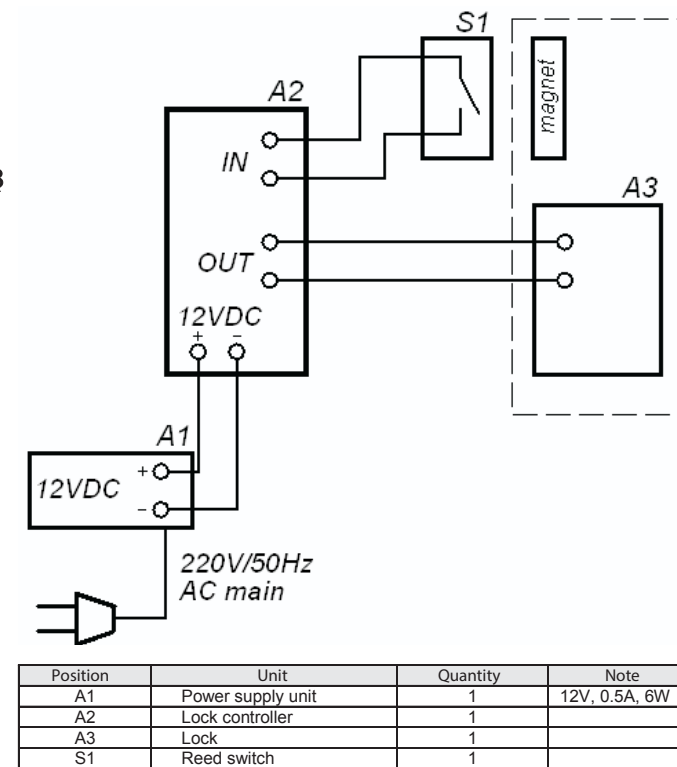 S1
magnet
A2
IN
A3
OUT
12VDC
+ -
A1
12VDC
+
-
220V/50Hz
AC main
Position Unit Quantity Note
A1 Power supply unit 1 12V, 0.5A, 6W
A2 Lock controller 1
A3 Lock 1
S1 Reed switch 1